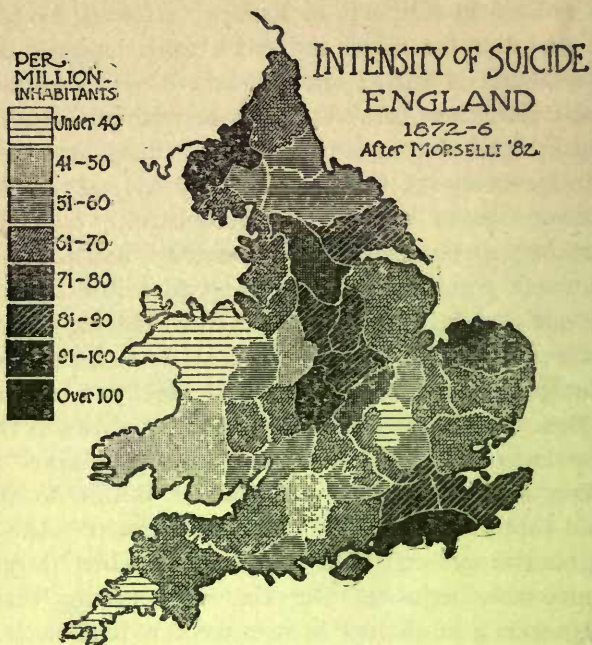 INTENSITY OF SUICIDE
ENGLAND
1872-6
After MORSELLI '82
PER
MILLION
INHABITANTS
Under 40
41-50
51-60
61-70
71-80
81-90
91-100
Over 100